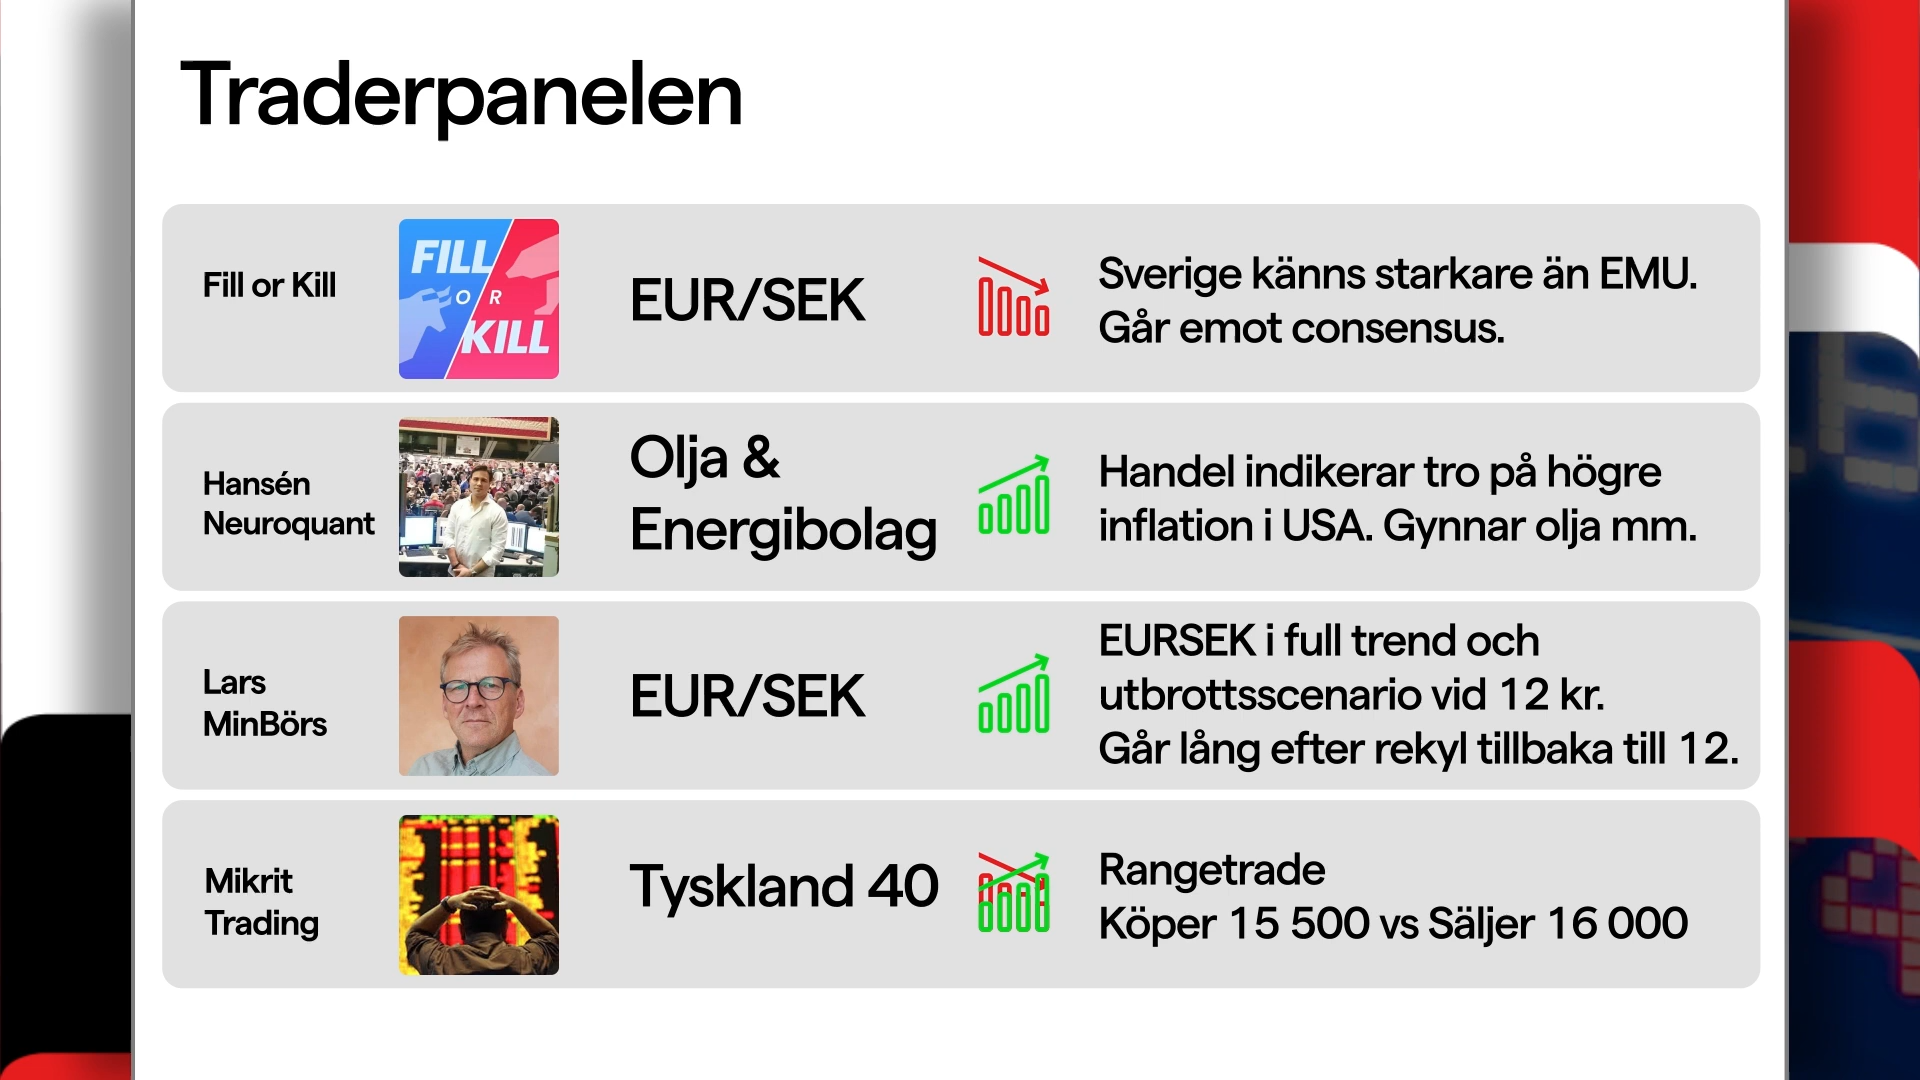 Traderpanelen
Fill or Kill
FILL
OR
KILL
EUR/SEK
Sverige känns starkare än EMU.
Går emot consensus.
Hansén
Neuroquant
Olja &
Energibolag
Handel indikerar tro på högre
inflation i USA. Gynnar olja mm.
Lars
MinBörs
EUR/SEK
EURSEK i full trend och
utbrottsscenario vid 12 kr.
Går lång efter rekyl tillbaka till 12.
Mikrit
Trading
Tyskland 40
Rangetrade
Köper 15 500 vs Säljer 16 000